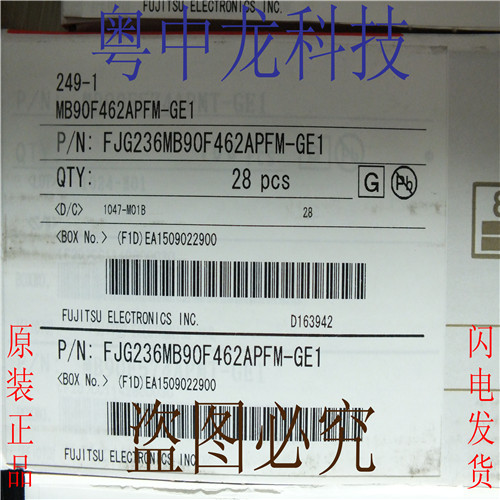 FUJITSU ELECTRONICS INC.
粤中龙科技
249-1
MB90F462APFM-GE1
P/N: FJG236MB90F462APFM-GE1
QTY: 28 pcs G Pb
<D/C> 1047-M01B 28
<BOX No.> (F1D)EA1509022900
FUJITSU ELECTRONICS INC. D163942
P/N: FJG236MB90F462APFM-GE1
<BOX No.> (F1D)EA1509022900
FUJITSU ELECTRONICS INC.
盗图必究
原装正品
闪电发货